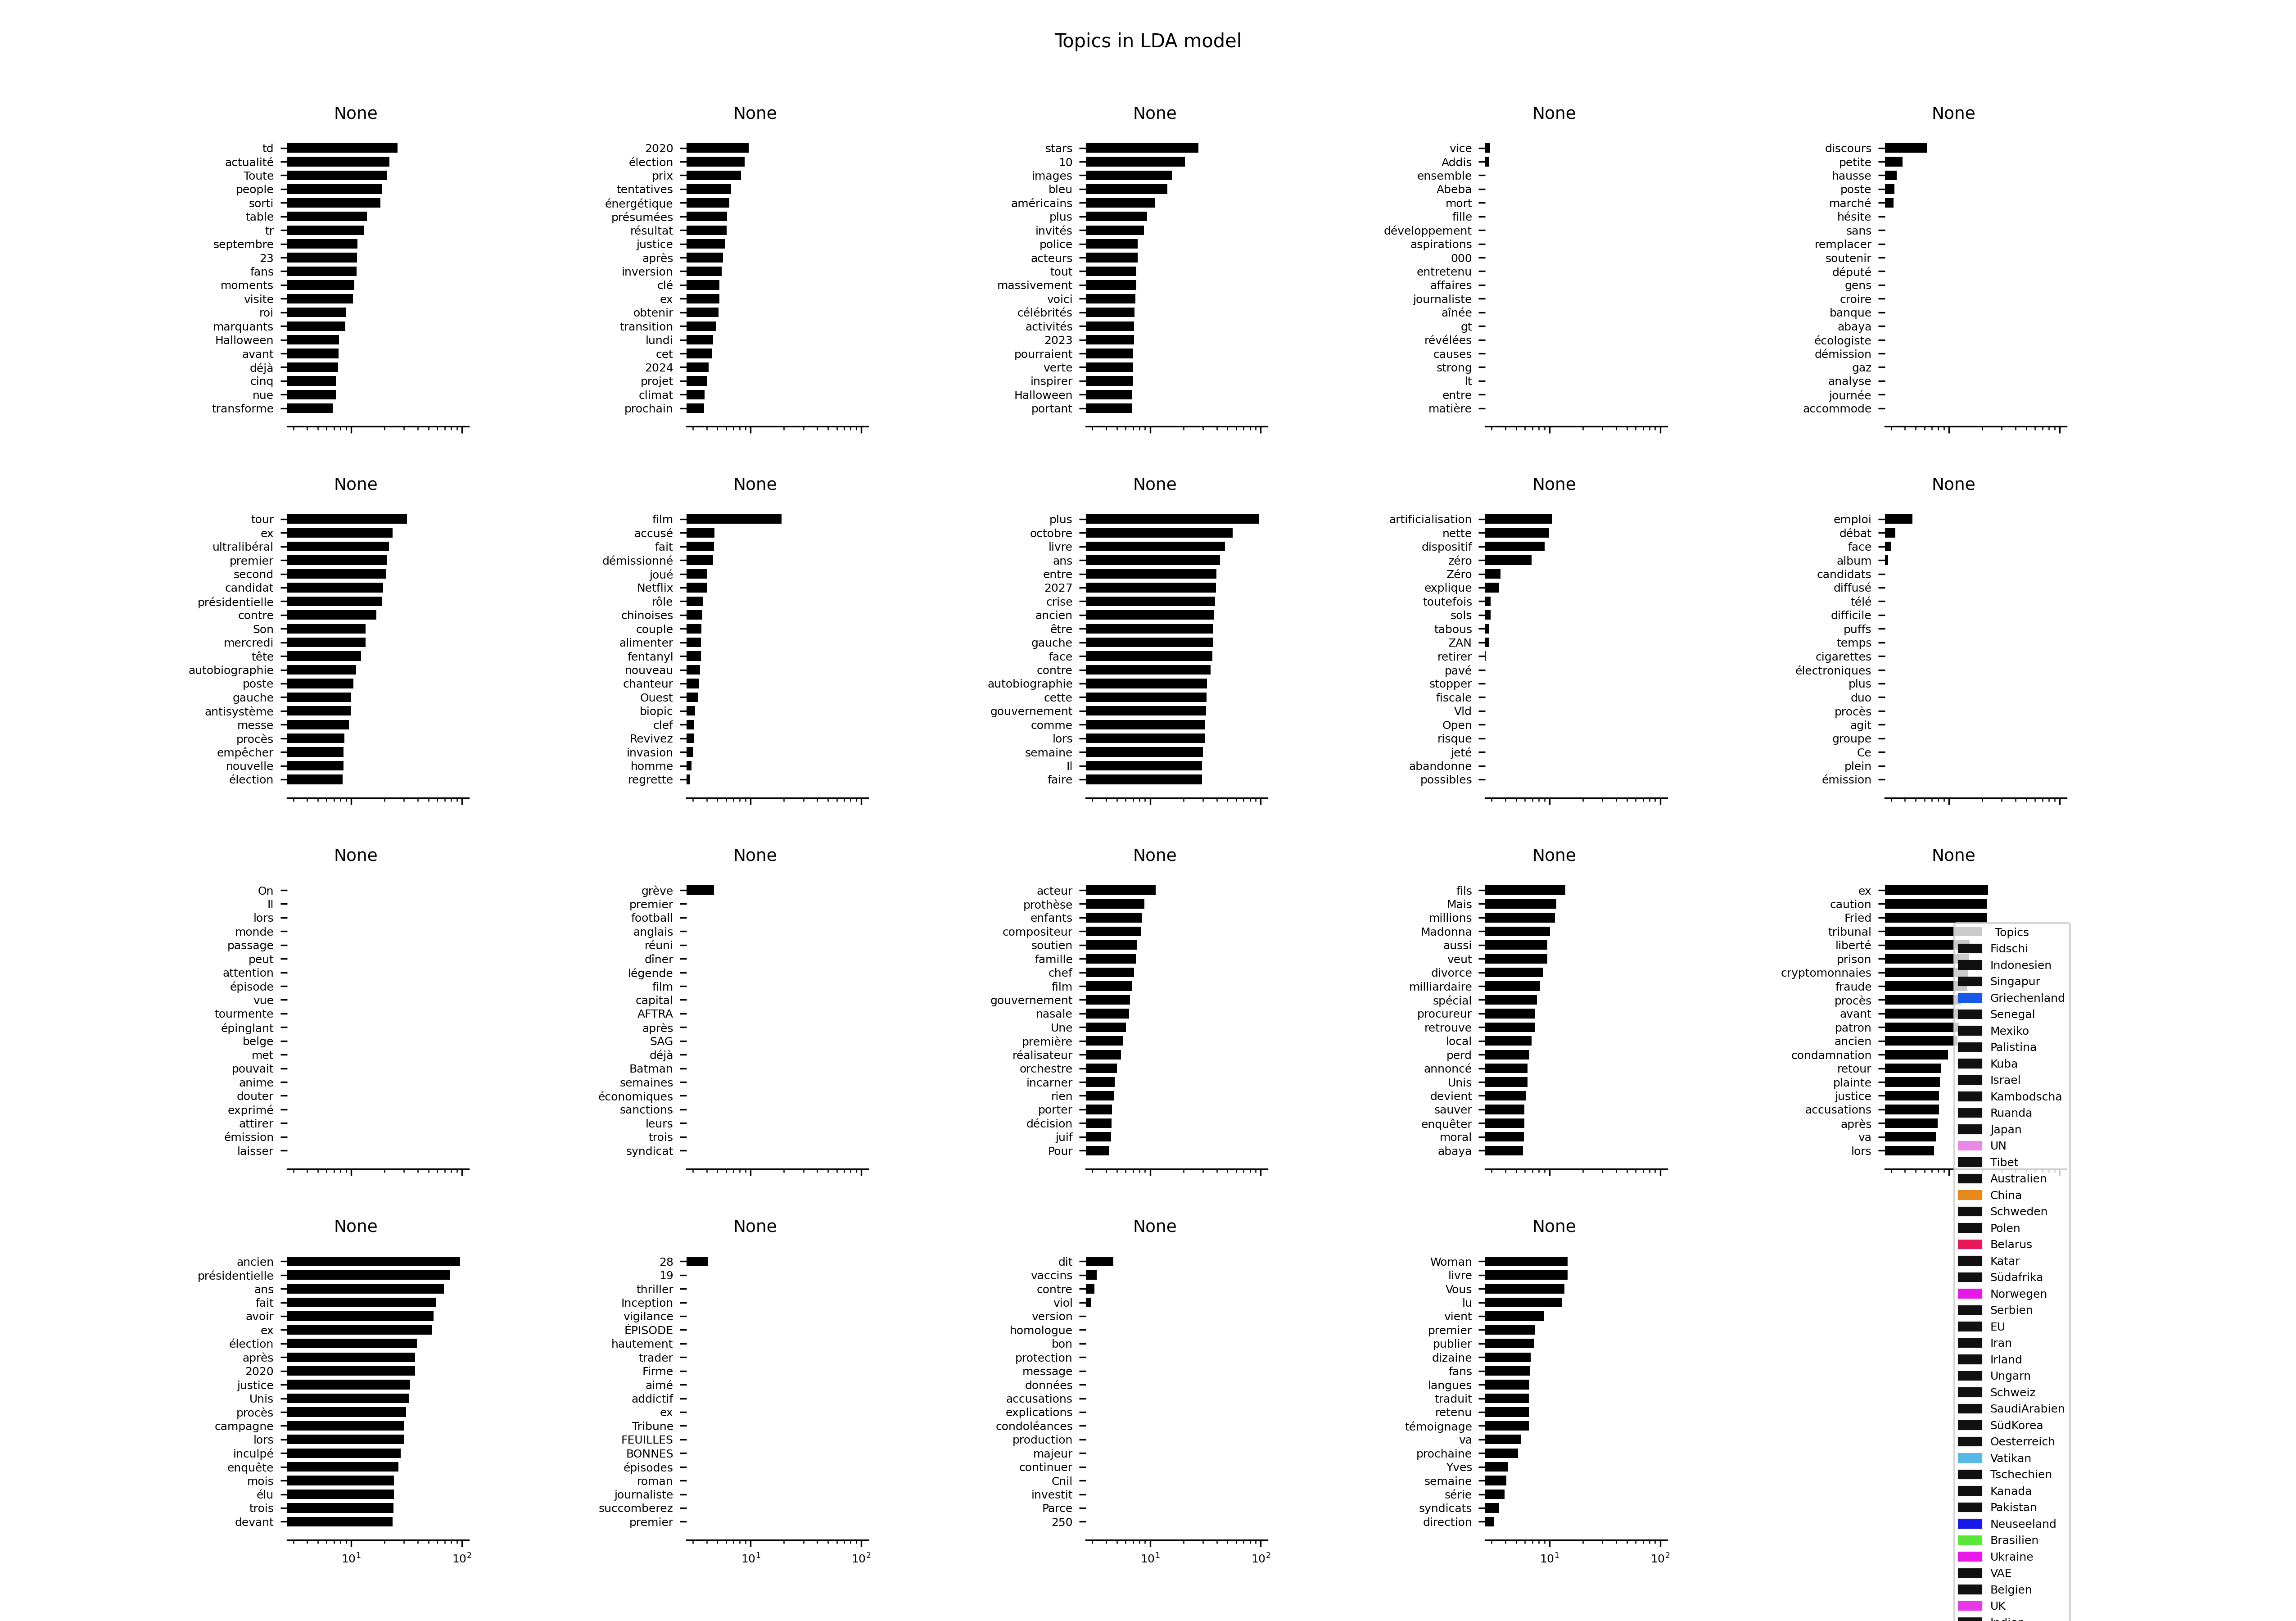 Topics in LDA model
None
td
actualité
Toute
people
sorti
table
tr
septembre
23
fans
moments
visite
roi
marquants
Halloween
avant
déjà
cinq
nue
transforme
None
2020
élection
prix
tentatives
énergétique
présumées
résultat
justice
après
inversion
clé
ex
obtenir
transition
lundi
cet
2024
projet
climat
prochain
None
stars
10
images
bleu
américains
plus
invités
police
acteurs
tout
massivement
voici
célébrités
activités
2023
pourraient
verte
inspirer
Halloween
portant
None
vice
Addis
ensemble
Abeba
mort
fille
développement
aspirations
000
entretenu
affaires
journaliste
aînée
gt
révélées
causes
strong
lt
entre
matière
None
discours
petite
hausse
poste
marché
hésite
sans
remplacer
soutenir
député
gens
croire
banque
abaya
écologiste
démission
gaz
analyse
journée
accommode
None
tour
ex
ultralibéral
premier
second
candidat
présidentielle
contre
Son
mercredi
tête
autobiographie
poste
gauche
antisystème
messe
procès
empêcher
nouvelle
élection
None
film
accusé
fait
démissionné
joué
Netflix
rôle
chinoises
couple
alimenter
fentanyl
nouveau
chanteur
Ouest
biopic
clef
Revivez
invasion
homme
regrette
None
plus
octobre
livre
ans
entre
2027
crise
ancien
être
gauche
face
contre
autobiographie
cette
gouvernement
comme
lors
semaine
Il
faire
None
artificialisation
nette
dispositif
zéro
Zéro
explique
toutefois
sols
tabous
ZAN
retirer
pavé
stopper
fiscale
Vld
Open
risque
jeté
abandonne
possibles
None
emploi
débat
face
album
candidats
diffusé
télé
difficile
puffs
temps
cigarettes
électroniques
plus
duo
procès
agit
groupe
Ce
plein
émission
None
On
Il
lors
monde
passage
peut
attention
épisode
vue
tourmente
épinglant
belge
met
pouvait
anime
douter
exprimé
attirer
émission
laisser
None
grève
premier
football
anglais
réuni
dîner
légende
film
capital
AFTRA
après
SAG
déjà
Batman
semaines
économiques
sanctions
leurs
trois
syndicat
None
acteur
prothèse
enfants
compositeur
soutien
famille
chef
film
gouvernement
nasale
Une
première
réalisateur
orchestre
incarner
rien
porter
décision
juif
Pour
None
fils
Mais
millions
Madonna
aussi
veut
divorce
milliardaire
spécial
procureur
retrouve
local
perd
annoncé
Unis
devient
sauver
enquêter
moral
abaya
None
ex
caution
Fried
tribunal
liberté
prison
cryptomonnaies
fraude
procès
avant
patron
ancien
condamnation
retour
plainte
justice
accusations
après
va
lors
None
ancien
présidentielle
ans
fait
avoir
ex
élection
après
2020
justice
Unis
procès
campagne
lors
inculpé
enquête
mois
élu
trois
devant
10¹ 10²
None
28
19
thriller
Inception
vigilance
ÉPISODE
hautement
trader
Firme
aimé
addictif
ex
Tribune
FEUILLES
BONNES
épisodes
roman
journaliste
succomberez
premier
10¹ 10²
None
dit
vaccins
contre
viol
version
homologue
bon
protection
message
données
accusations
explications
condoléances
production
majeur
continuer
Cnil
investit
Parce
250
10¹ 10²
None
Woman
livre
Vous
lu
vient
premier
publier
dizaine
fans
langues
traduit
retenu
témoignage
va
prochaine
Yves
semaine
série
syndicats
direction
10¹ 10²
Topics
Fidschi
Indonesien
Singapur
Griechenland
Senegal
Mexiko
Palistina
Kuba
Israel
Kambodscha
Ruanda
Japan
UN
Tibet
Australien
China
Schweden
Polen
Belarus
Katar
Südafrika
Norwegen
Serbien
EU
Iran
Irland
Ungarn
Schweiz
SaudiArabien
SüdKorea
Oesterreich
Vatikan
Tschechien
Kanada
Pakistan
Neuseeland
Brasilien
Ukraine
VAE
Belgien
UK